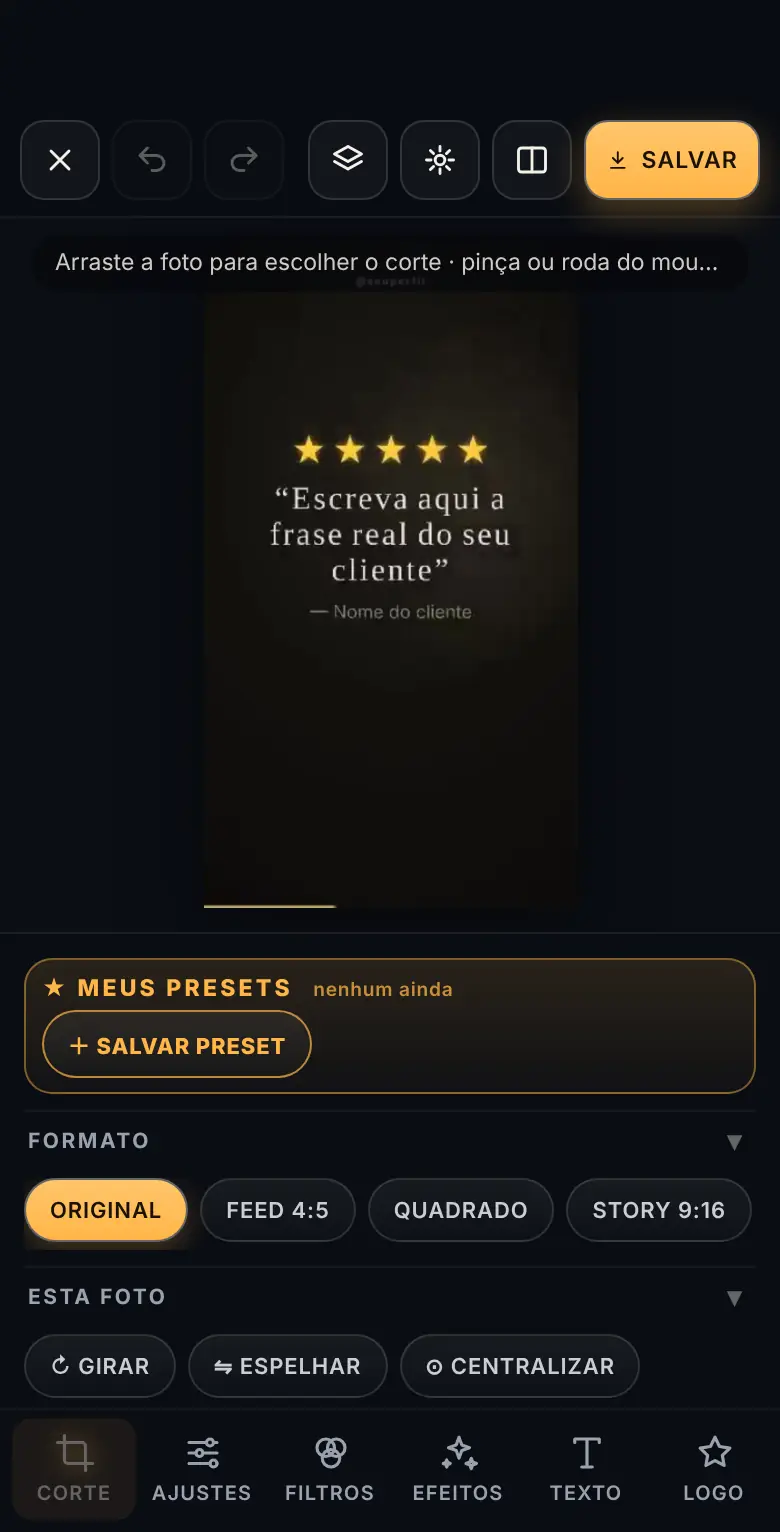 SALVAR
Arraste a foto para escolher o corte · pinça ou roda do mou...
@seuperfil
★★★★★
“Escreva aqui a
frase real do seu
cliente”
— Nome do cliente
★ MEUS PRESETS nenhum ainda
+ SALVAR PRESET
FORMATO ▼
ORIGINAL FEED 4:5 QUADRADO STORY 9:16
ESTA FOTO ▼
↻ GIRAR ⇋ ESPELHAR ⊙ CENTRALIZAR
CORTE AJUSTES FILTROS EFEITOS TEXTO LOGO